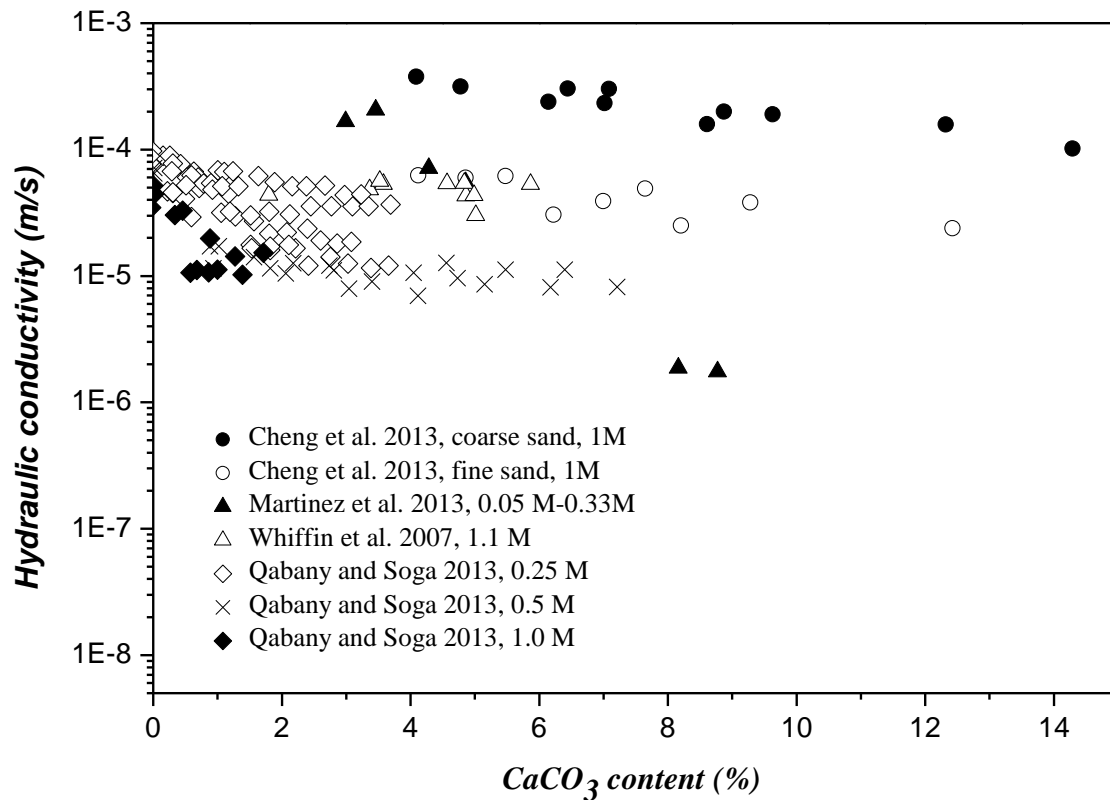 1E-3
1E-4
1E-5
1E-6
1E-7
1E-8
Hydraulic conductivity (m/s)
Cheng et al. 2013, coarse sand, 1M
Cheng et al. 2013, fine sand, 1M
Martinez et al. 2013, 0.05 M-0.33M
Whiffin et al. 2007, 1.1 M
Qabany and Soga 2013, 0.25 M
Qabany and Soga 2013, 0.5 M
Qabany and Soga 2013, 1.0 M
0 2 4 6 8 10 12 14
CaCO3 content (%)